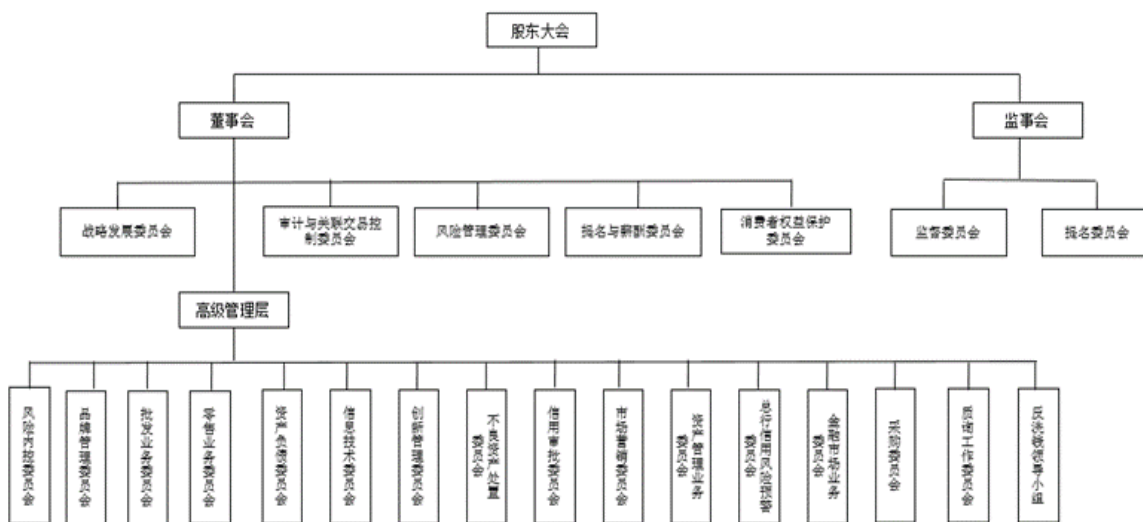 股东大会
董事会
监事会
战略发展委员会
审计与关联交易控
制委员会
风险管理委员会
提名与薪酬委员会
消费者权益保护
委员会
监督委员会
提名委员会
高级管理层
风险内控委员会
品牌管理委员会
批发业务委员会
零售业务委员会
资产负债委员会
信息技术委员会
创新管理委员会
不良资产处置
委员会
信用审批委员会
市场营销委员会
资产管理业务
委员会
总行信用风险预警
委员会
金融市场业务
委员会
采购委员会
工作委员会
反洗钱领导小组